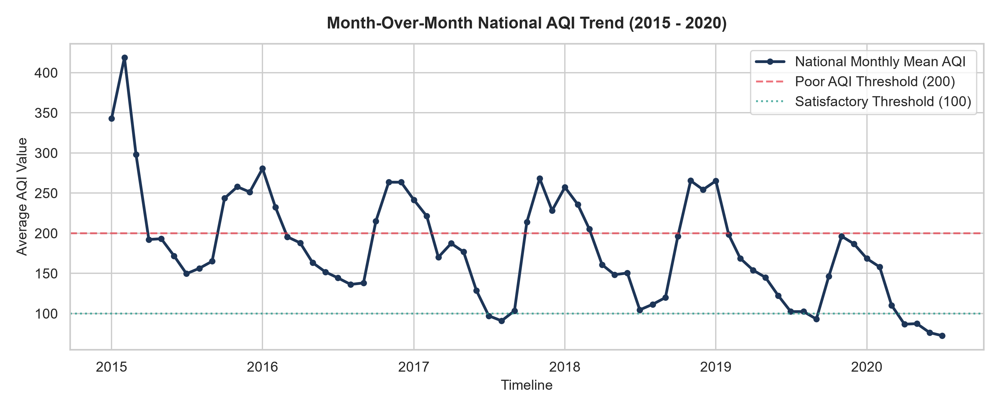 Month-Over-Month National AQI Trend (2015 - 2020)
National Monthly Mean AQI
Poor AQI Threshold (200)
Satisfactory Threshold (100)
Average AQI Value
400
350
300
250
200
150
100
2015 2016 2017 2018 2019 2020
Timeline